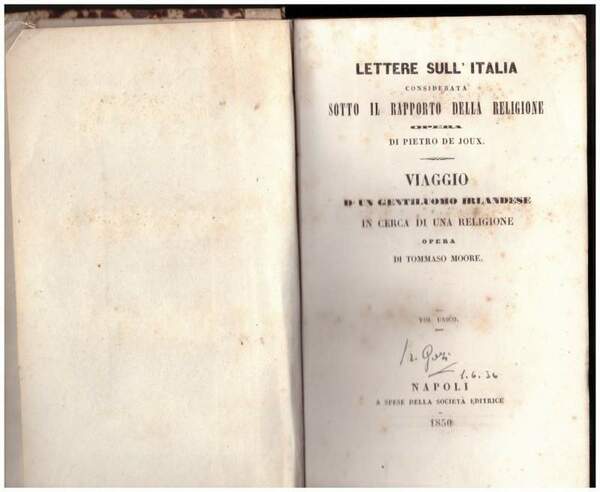 LETTERE SULL' ITALIA
CONSIDERATA
SOTTO IL RAPPORTO DELLA RELIGIONE
OPERA
DI PIETRO DE JOUX.
VIAGGIO
D'UN GENTILUOMO IRLANDESE
IN CERCA DI UNA RELIGIONE
OPERA
DI TOMMASO MOORE.
VOL. UNICO.
1.6.36
NAPOLI
A SPESE DELLA SOCIETÀ EDITRICE
1850